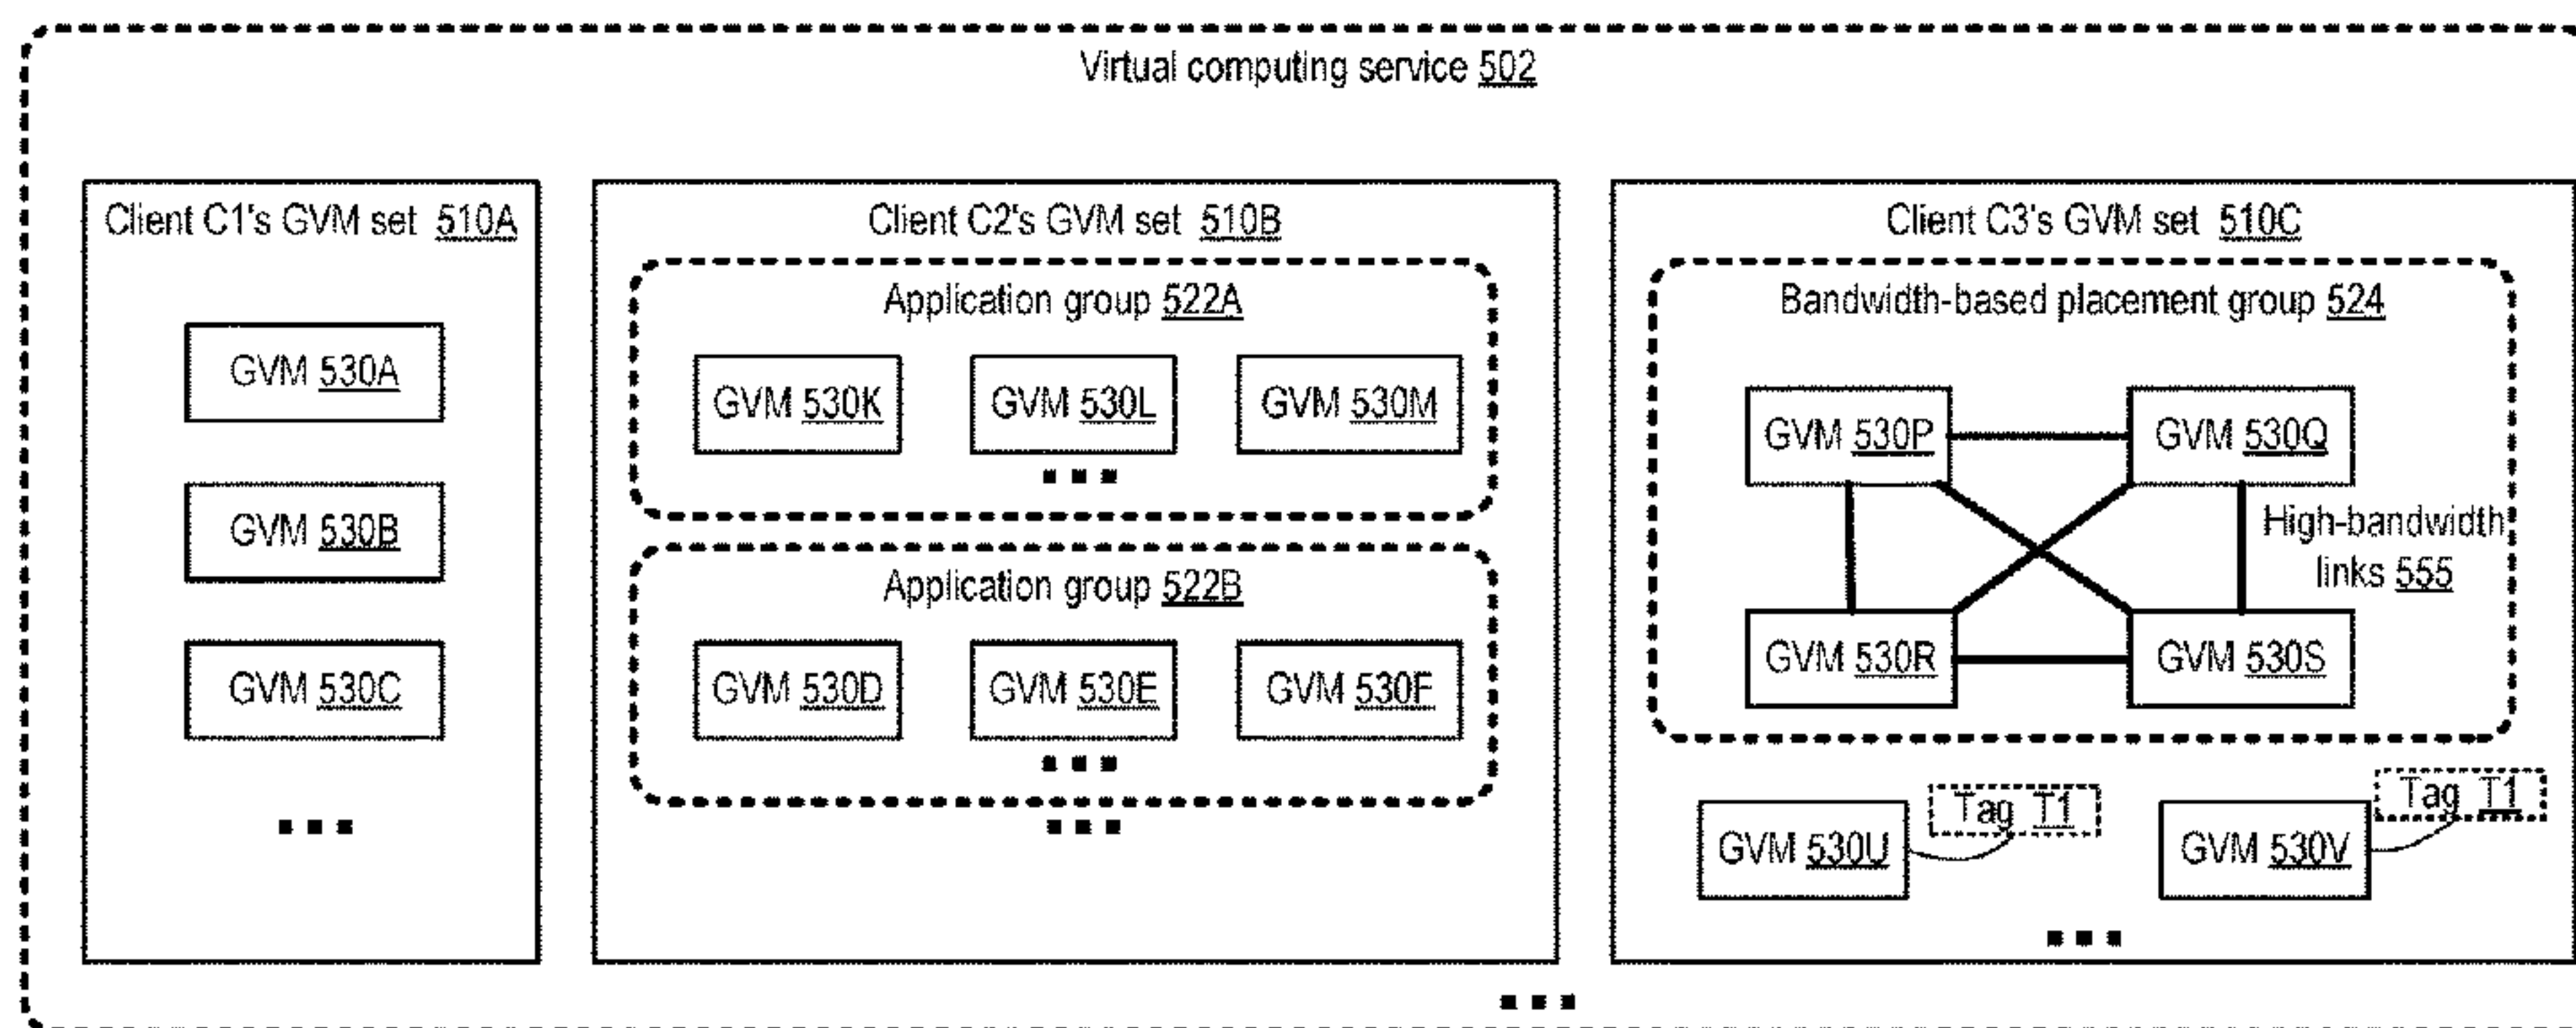 Virtual computing service 502
Client C1's GVM set 510A
GVM 530A
GVM 530B
GVM 530C
Client C2's GVM set 510B
Application group 522A
GVM 530K
GVM 530L
GVM 530M
Application group 522B
GVM 530D
GVM 530E
GVM 530F
Client C3's GVM set 510C
Bandwidth-based placement group 524
GVM 530P
GVM 530Q
High-bandwidth
links 555
GVM 530R
GVM 530S
GVM 530U
Tag T1
GVM 530V
Tag T1